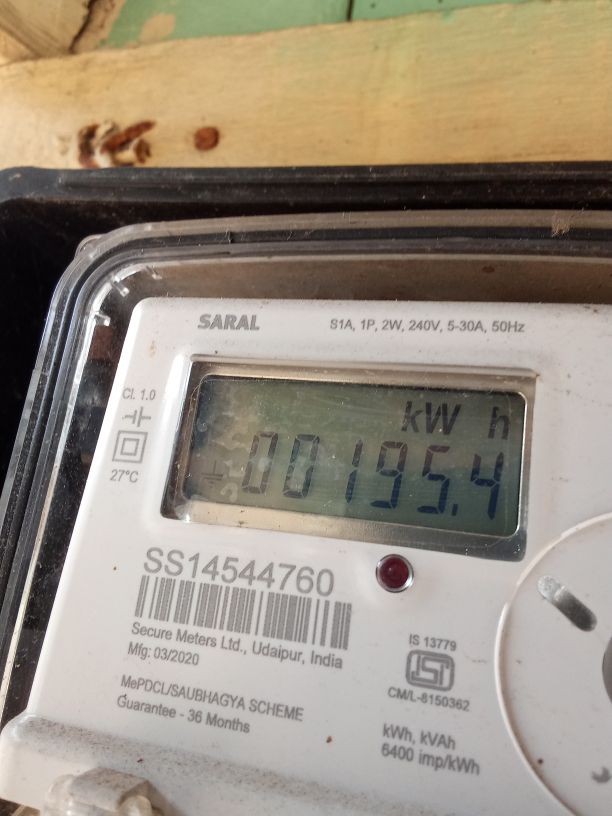 SARAL S1A, 1P, 2W, 240V, 5-30A, 50Hz
Cl. 1.0
kW h
00195.4
27°C
SS14544760
Secure Meters Ltd., Udaipur, India
Mfg: 03/2020
IS 13779
CM/L-8150362
MePDCL/SAUBHAGYA SCHEME
Guarantee - 36 Months
kWh, kVAh
6400 imp/kWh